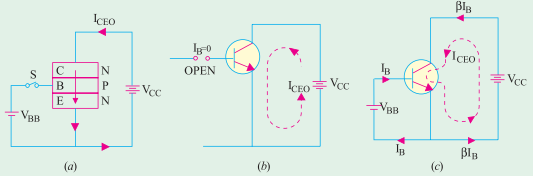 I_CEO
S
C N
B P
E N
V_BB
V_CC
(a)
I_B=0
OPEN
I_CEO
V_CC
(b)
βI_B
I_B
I_CEO
V_CC
V_BB
I_B
βI_B
(c)